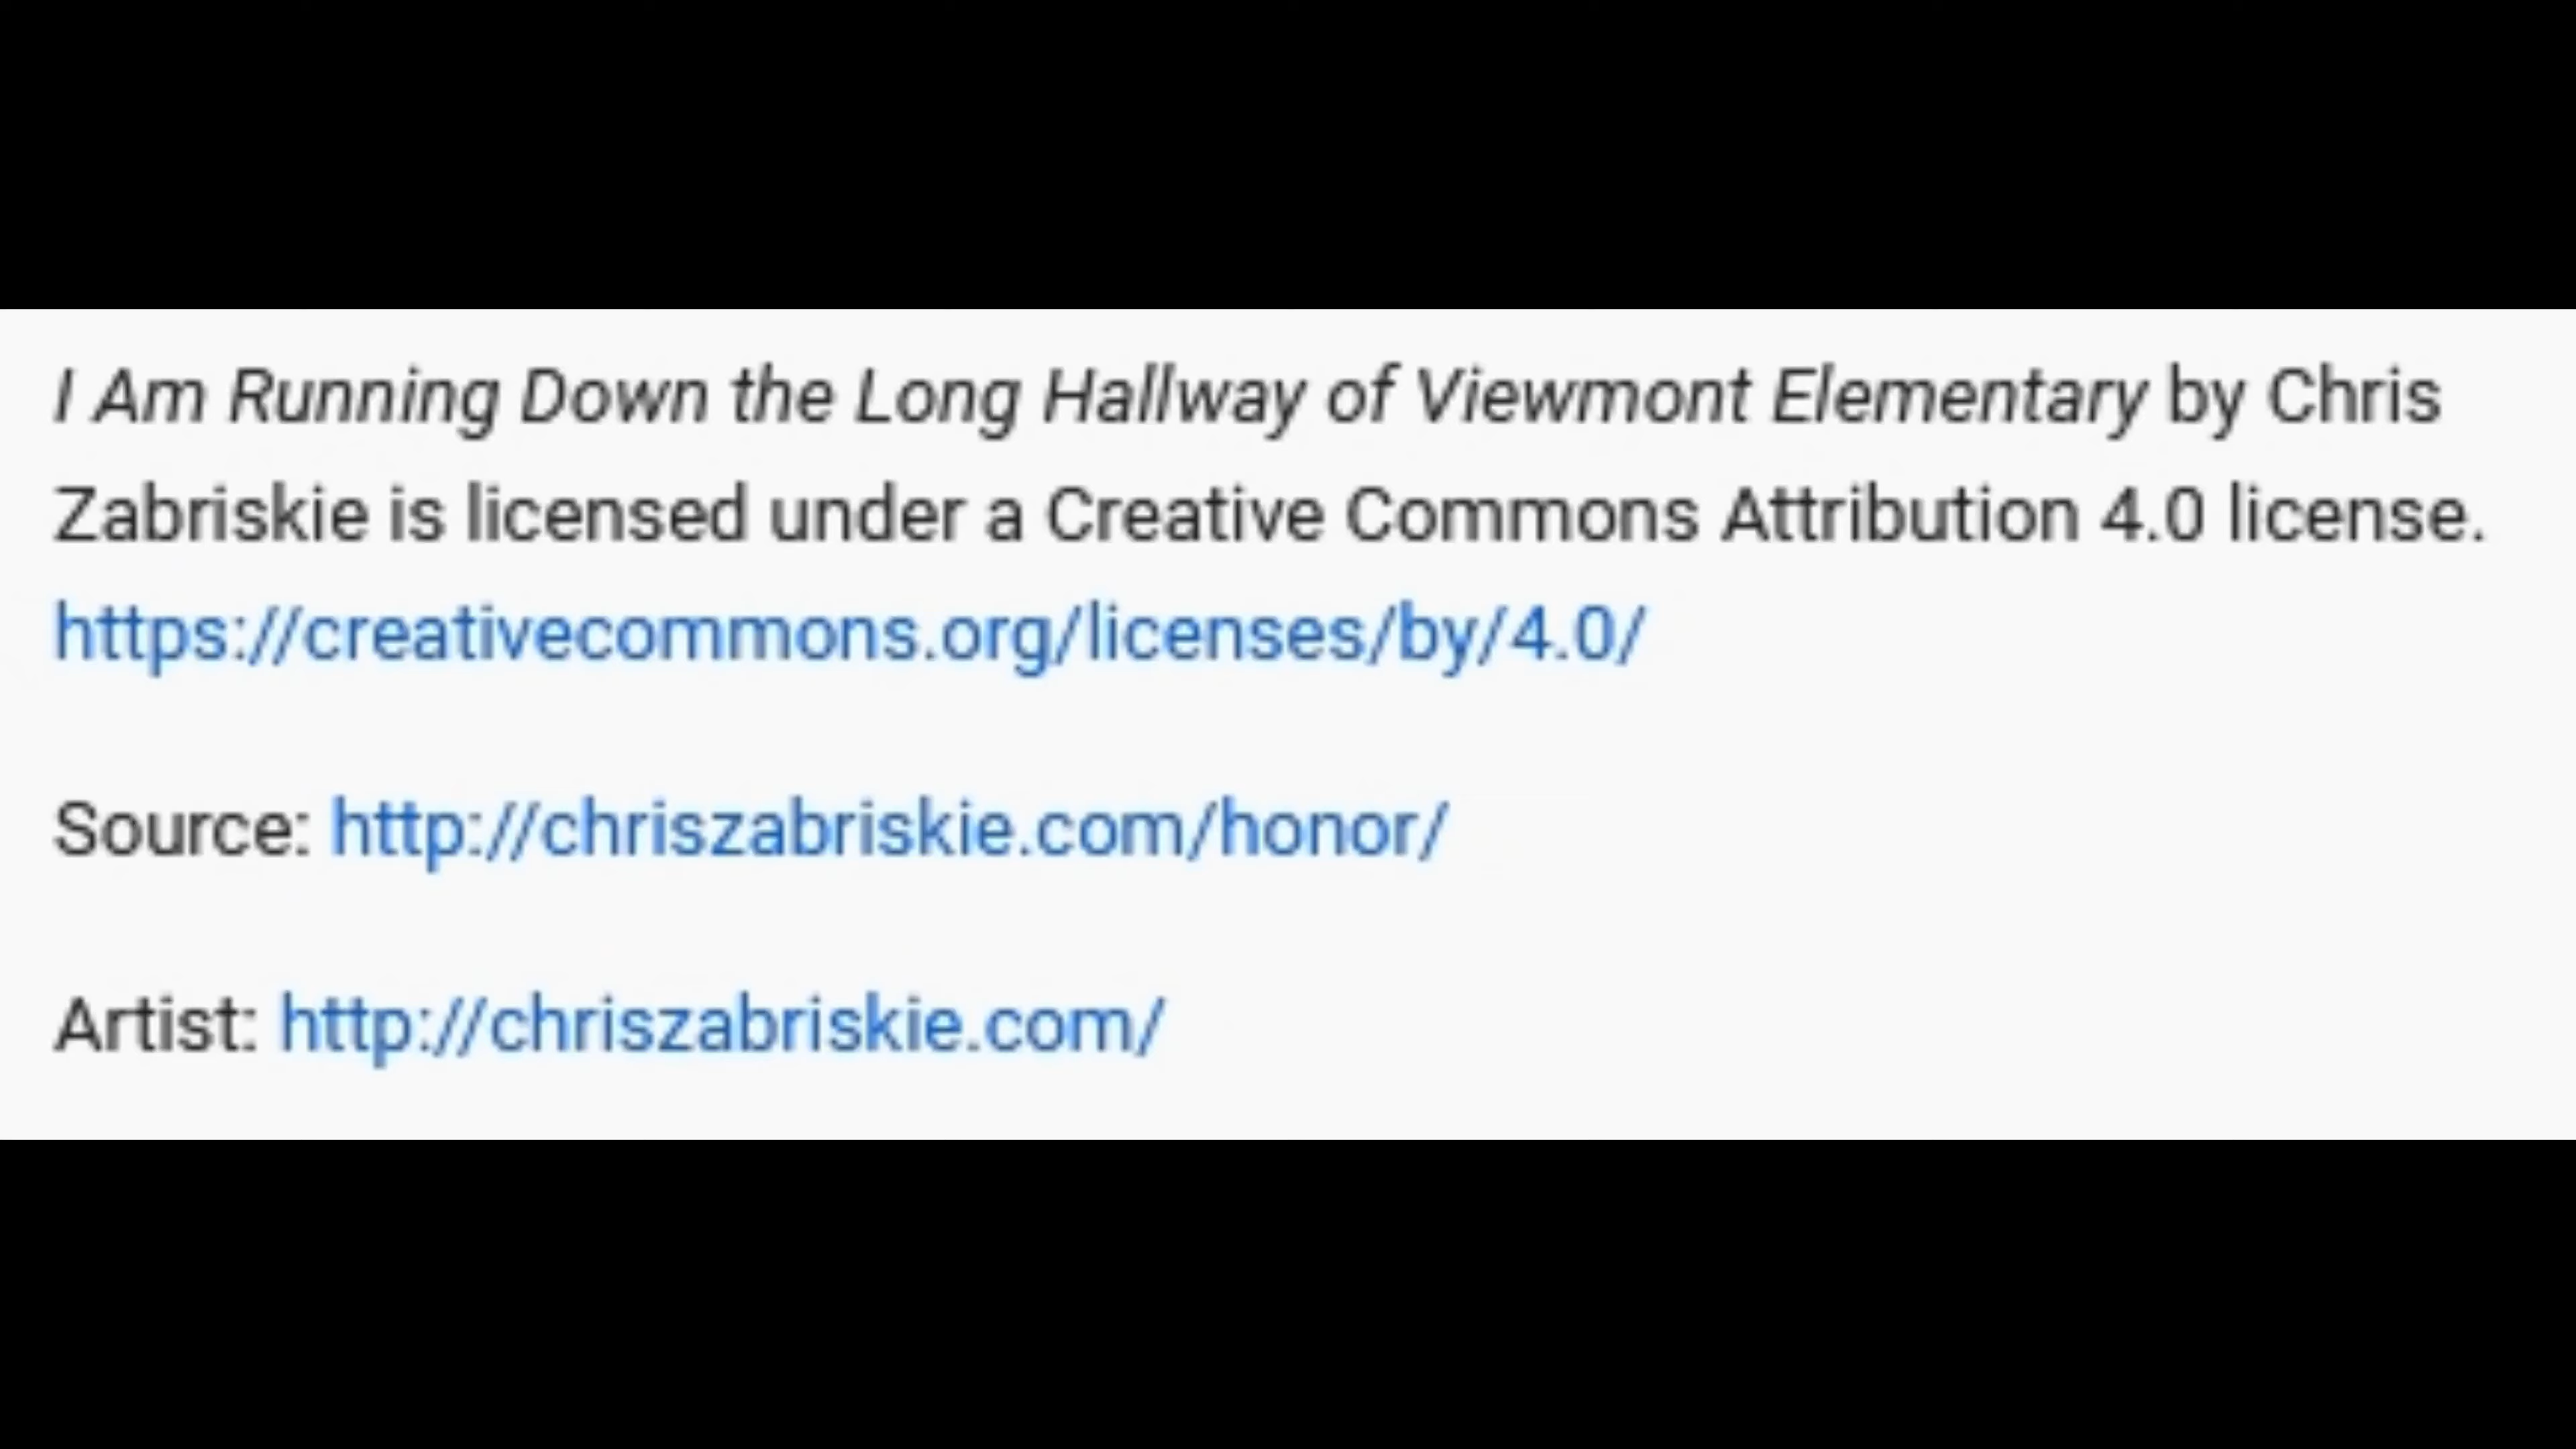 I Am Running Down the Long Hallway of Viewmont Elementary by Chris
Zabriskie is licensed under a Creative Commons Attribution 4.0 license.
https://creativecommons.org/licenses/by/4.0/
Source: http://chriszabriskie.com/honor/
Artist: http://chriszabriskie.com/